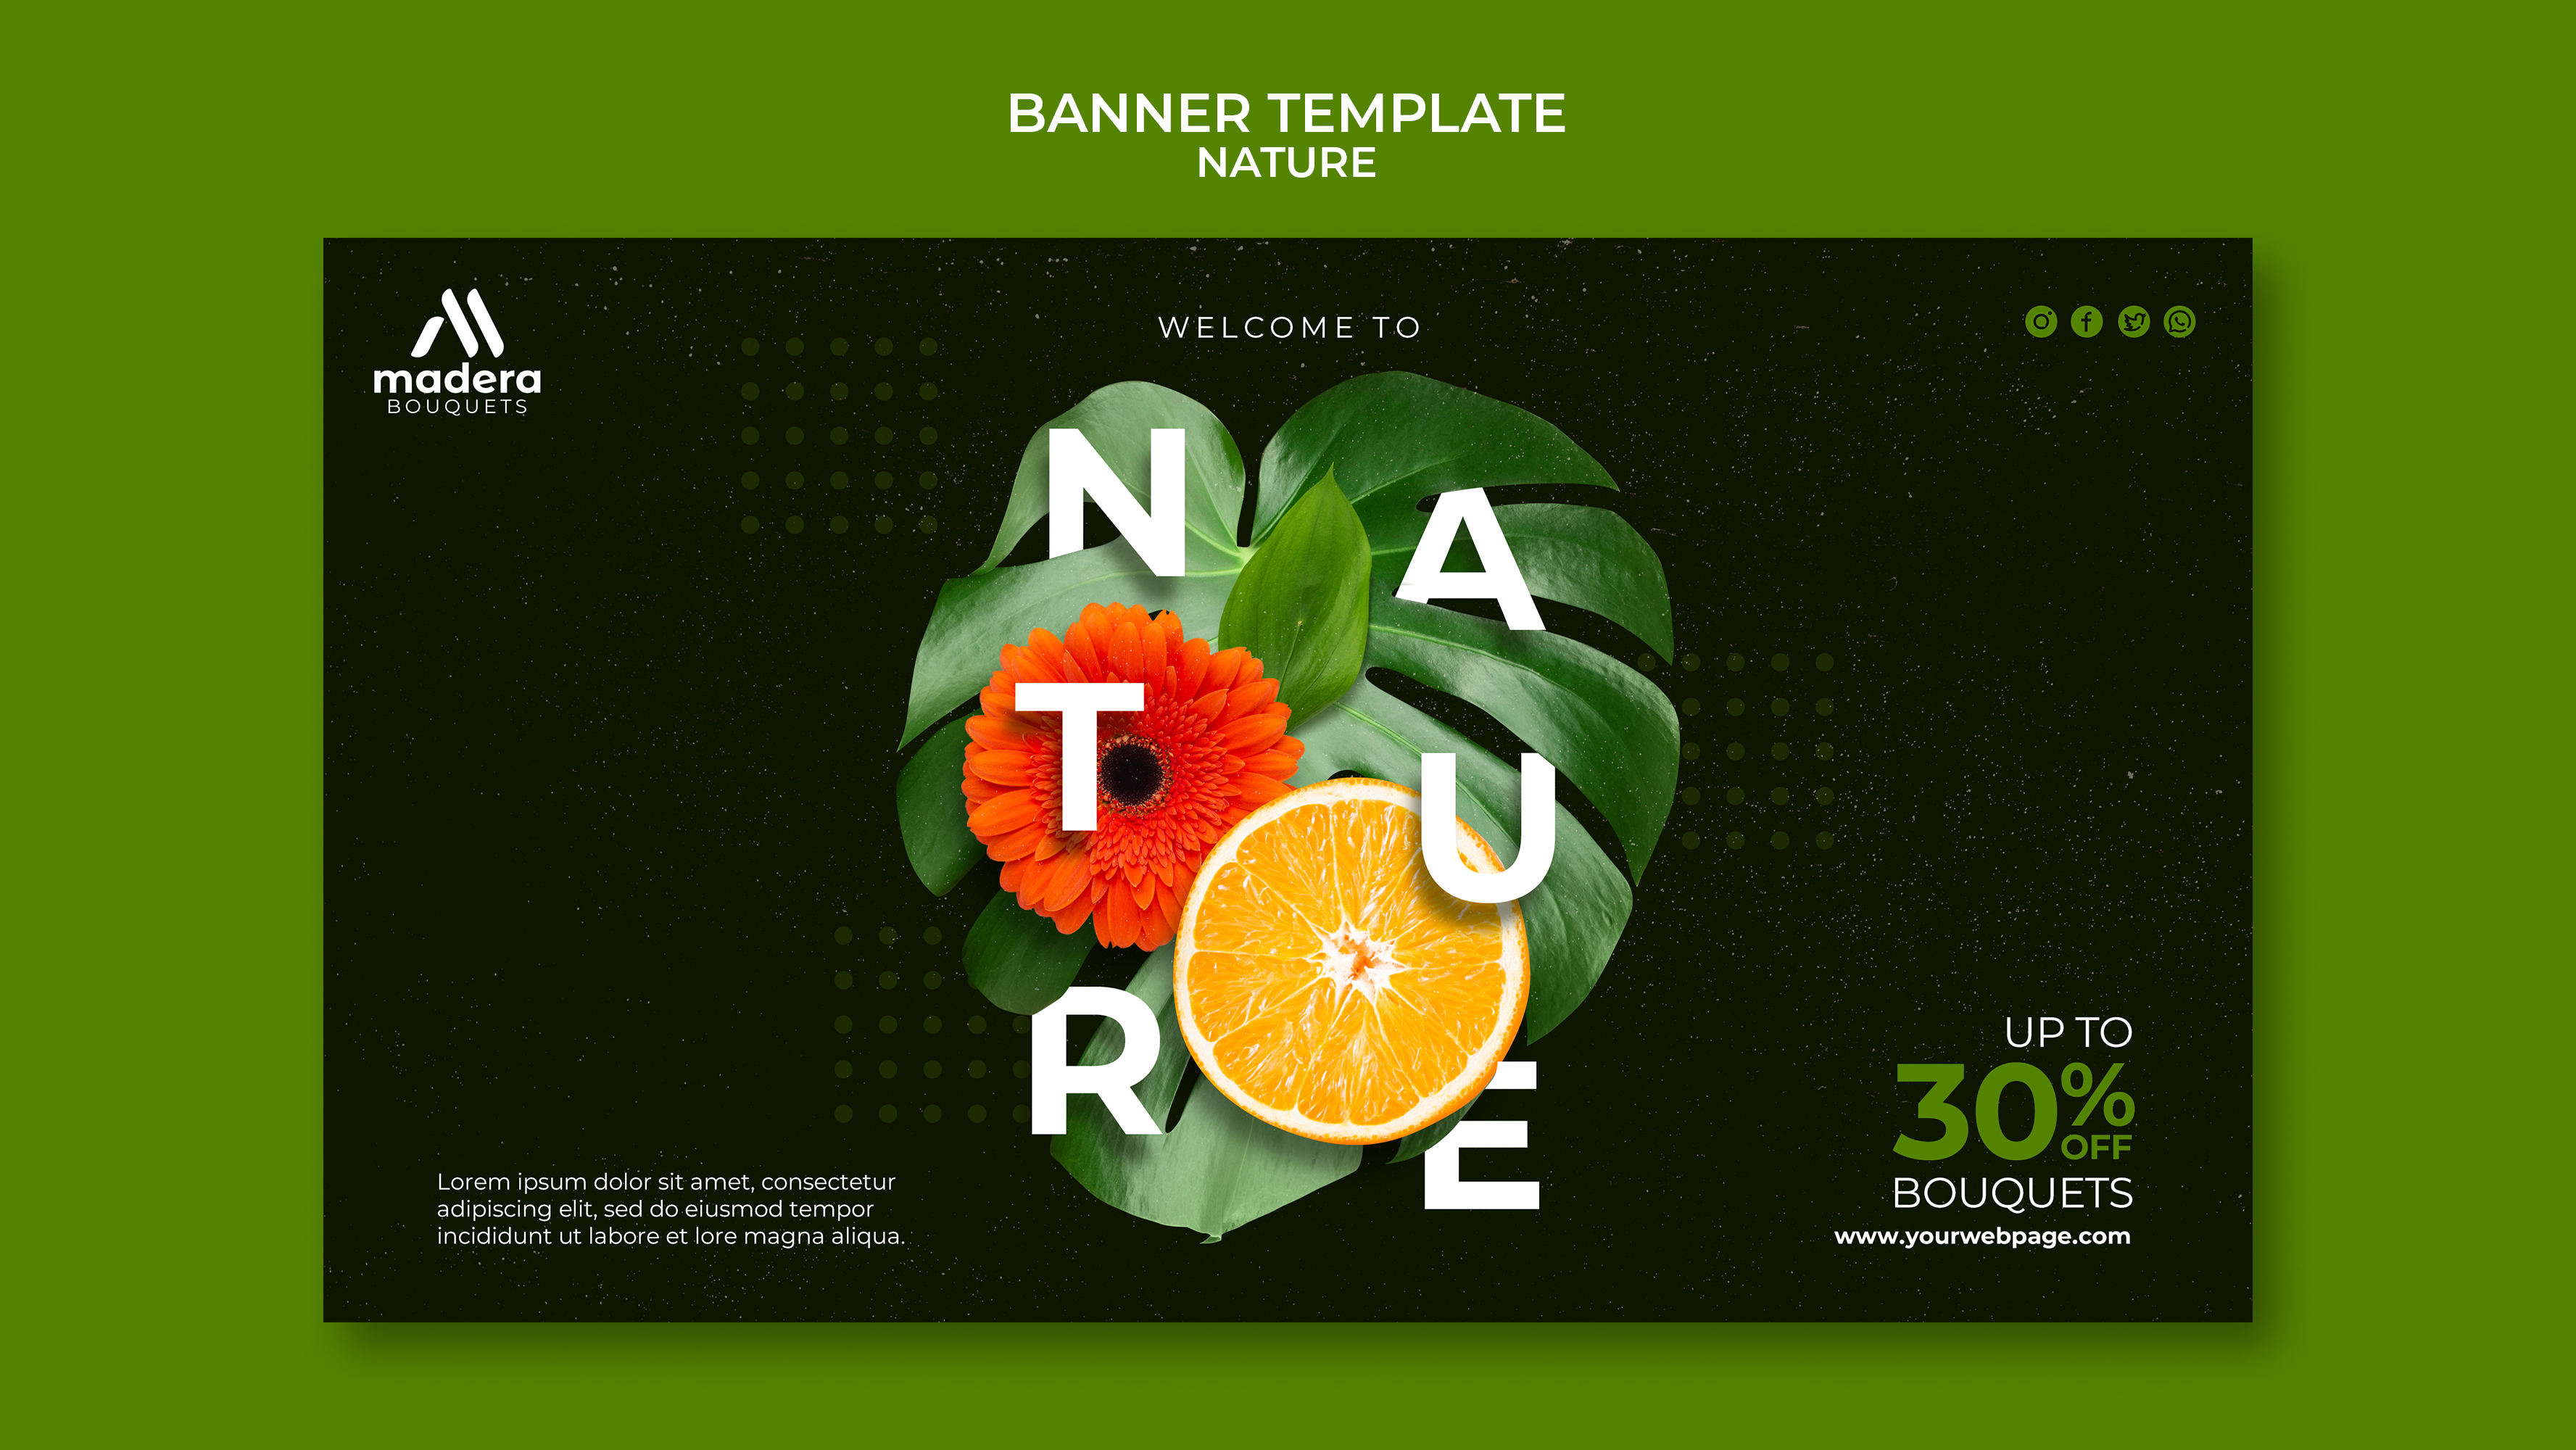 BANNER TEMPLATE
NATURE
madera
BOUQUETS
WELCOME TO
N A
T U
R E
Lorem ipsum dolor sit amet, consectetur
adipiscing elit, sed do eiusmod tempor
incididunt ut labore et lore magna aliqua.
UP TO
30% OFF
BOUQUETS
www.yourwebpage.com